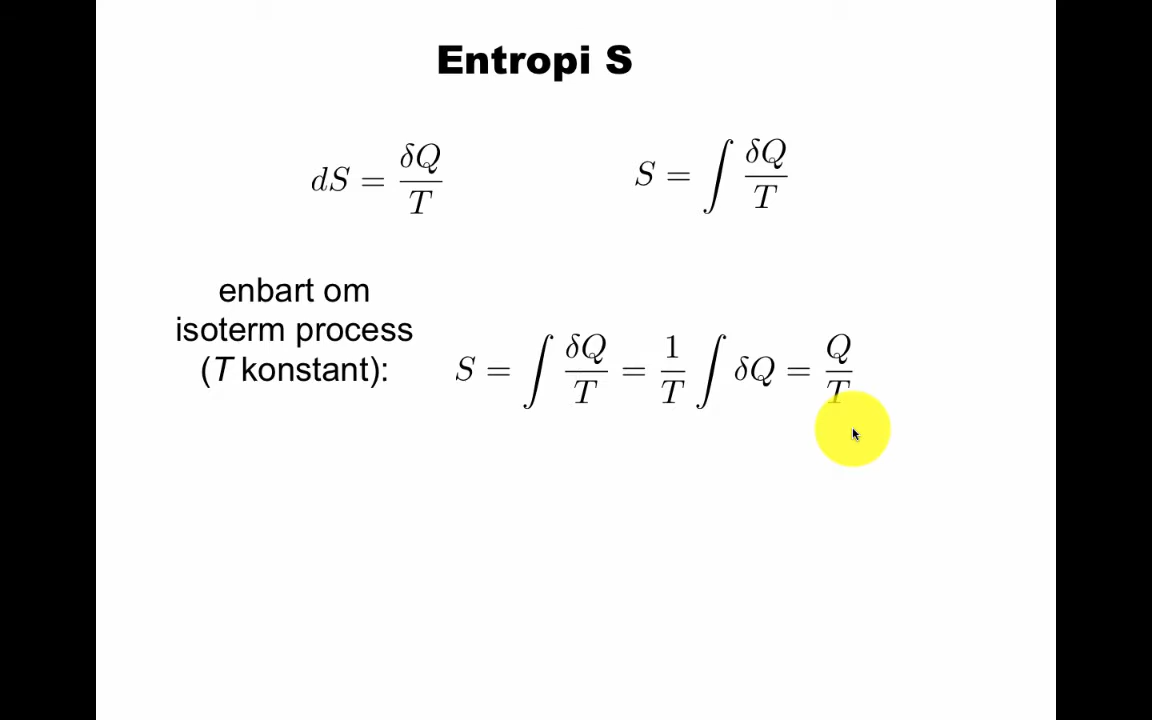 Entropi S
dS = δQ/T
S = ∫ δQ/T
enbart om
isoterm process
(T konstant):
S = ∫ δQ/T = 1/T ∫ δQ = Q/T